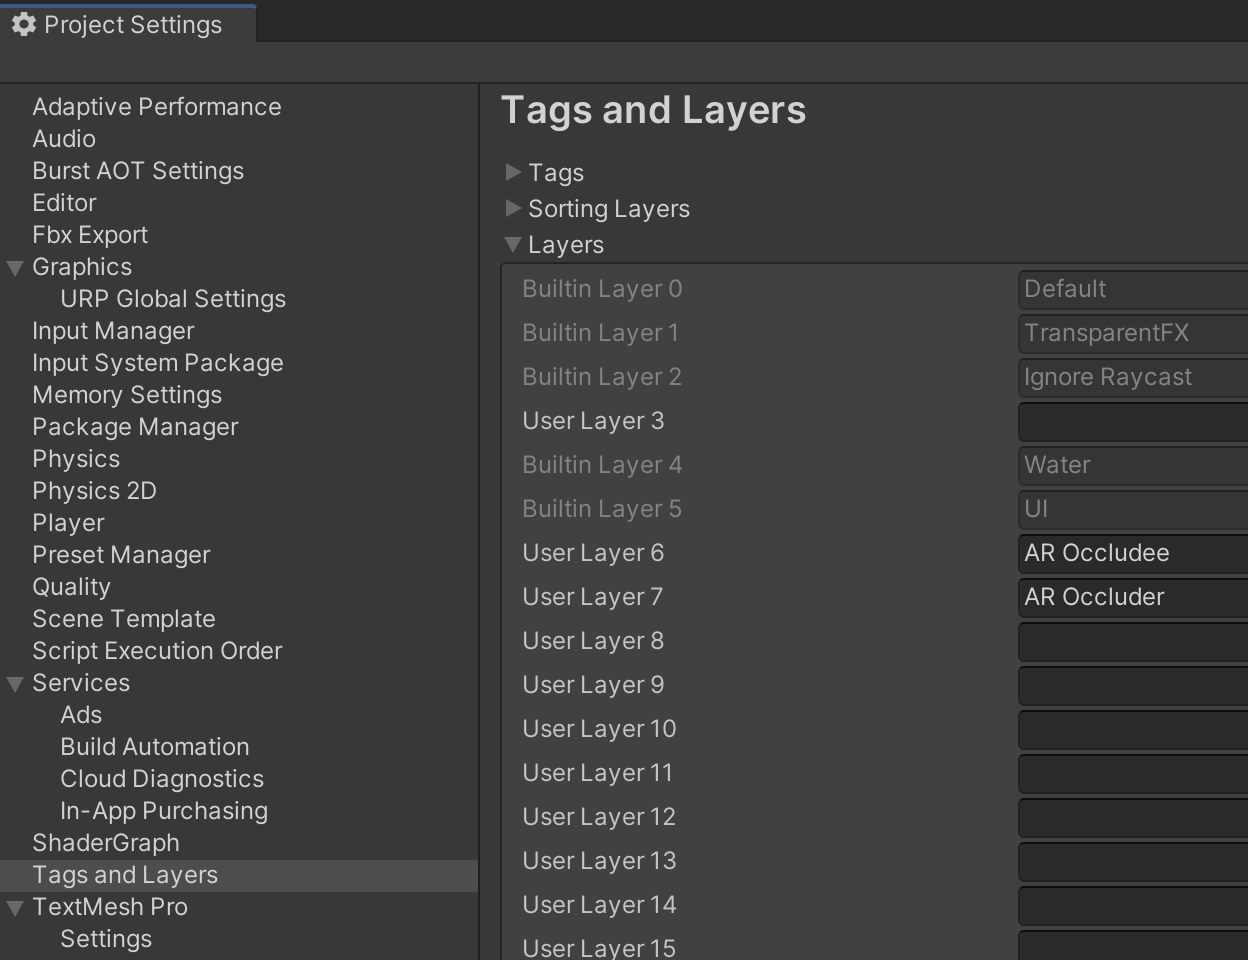 Project Settings
Adaptive Performance
Audio
Burst AOT Settings
Editor
Fbx Export
Graphics
URP Global Settings
Input Manager
Input System Package
Memory Settings
Package Manager
Physics
Physics 2D
Player
Preset Manager
Quality
Scene Template
Script Execution Order
Services
Ads
Build Automation
Cloud Diagnostics
In-App Purchasing
ShaderGraph
Tags and Layers
TextMesh Pro
Settings
Tags and Layers
Tags
Sorting Layers
Layers
Builtin Layer 0 Default
Builtin Layer 1 TransparentFX
Builtin Layer 2 Ignore Raycast
User Layer 3
Builtin Layer 4 Water
Builtin Layer 5 UI
User Layer 6 AR Occludee
User Layer 7 AR Occluder
User Layer 8
User Layer 9
User Layer 10
User Layer 11
User Layer 12
User Layer 13
User Layer 14
User Layer 15